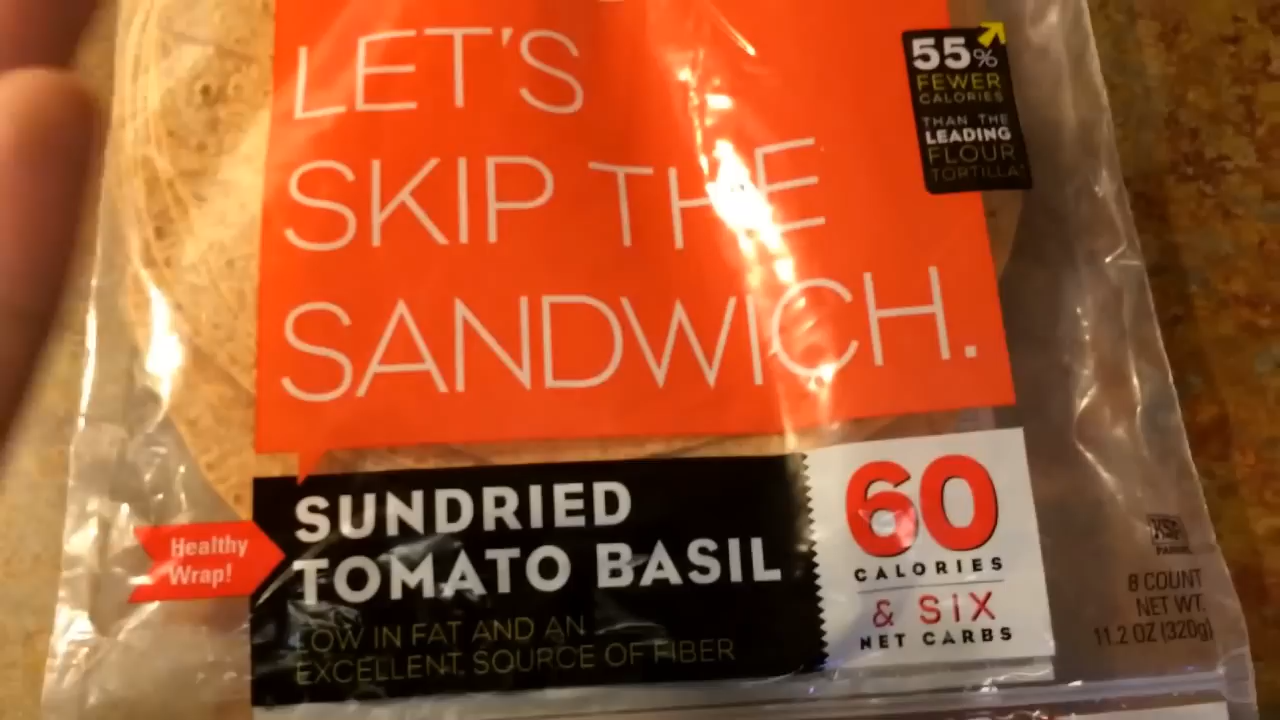 LET'S
SKIP THE
SANDWICH.
55%
FEWER
CALORIES
THAN THE
LEADING
FLOUR
TORTILLA*
SUNDRIED
TOMATO BASIL
LOW IN FAT AND AN
EXCELLENT SOURCE OF FIBER
Healthy
Wrap!
60
CALORIES
& SIX
NET CARBS
8 COUNT
NET WT.
11.2 OZ (320g)